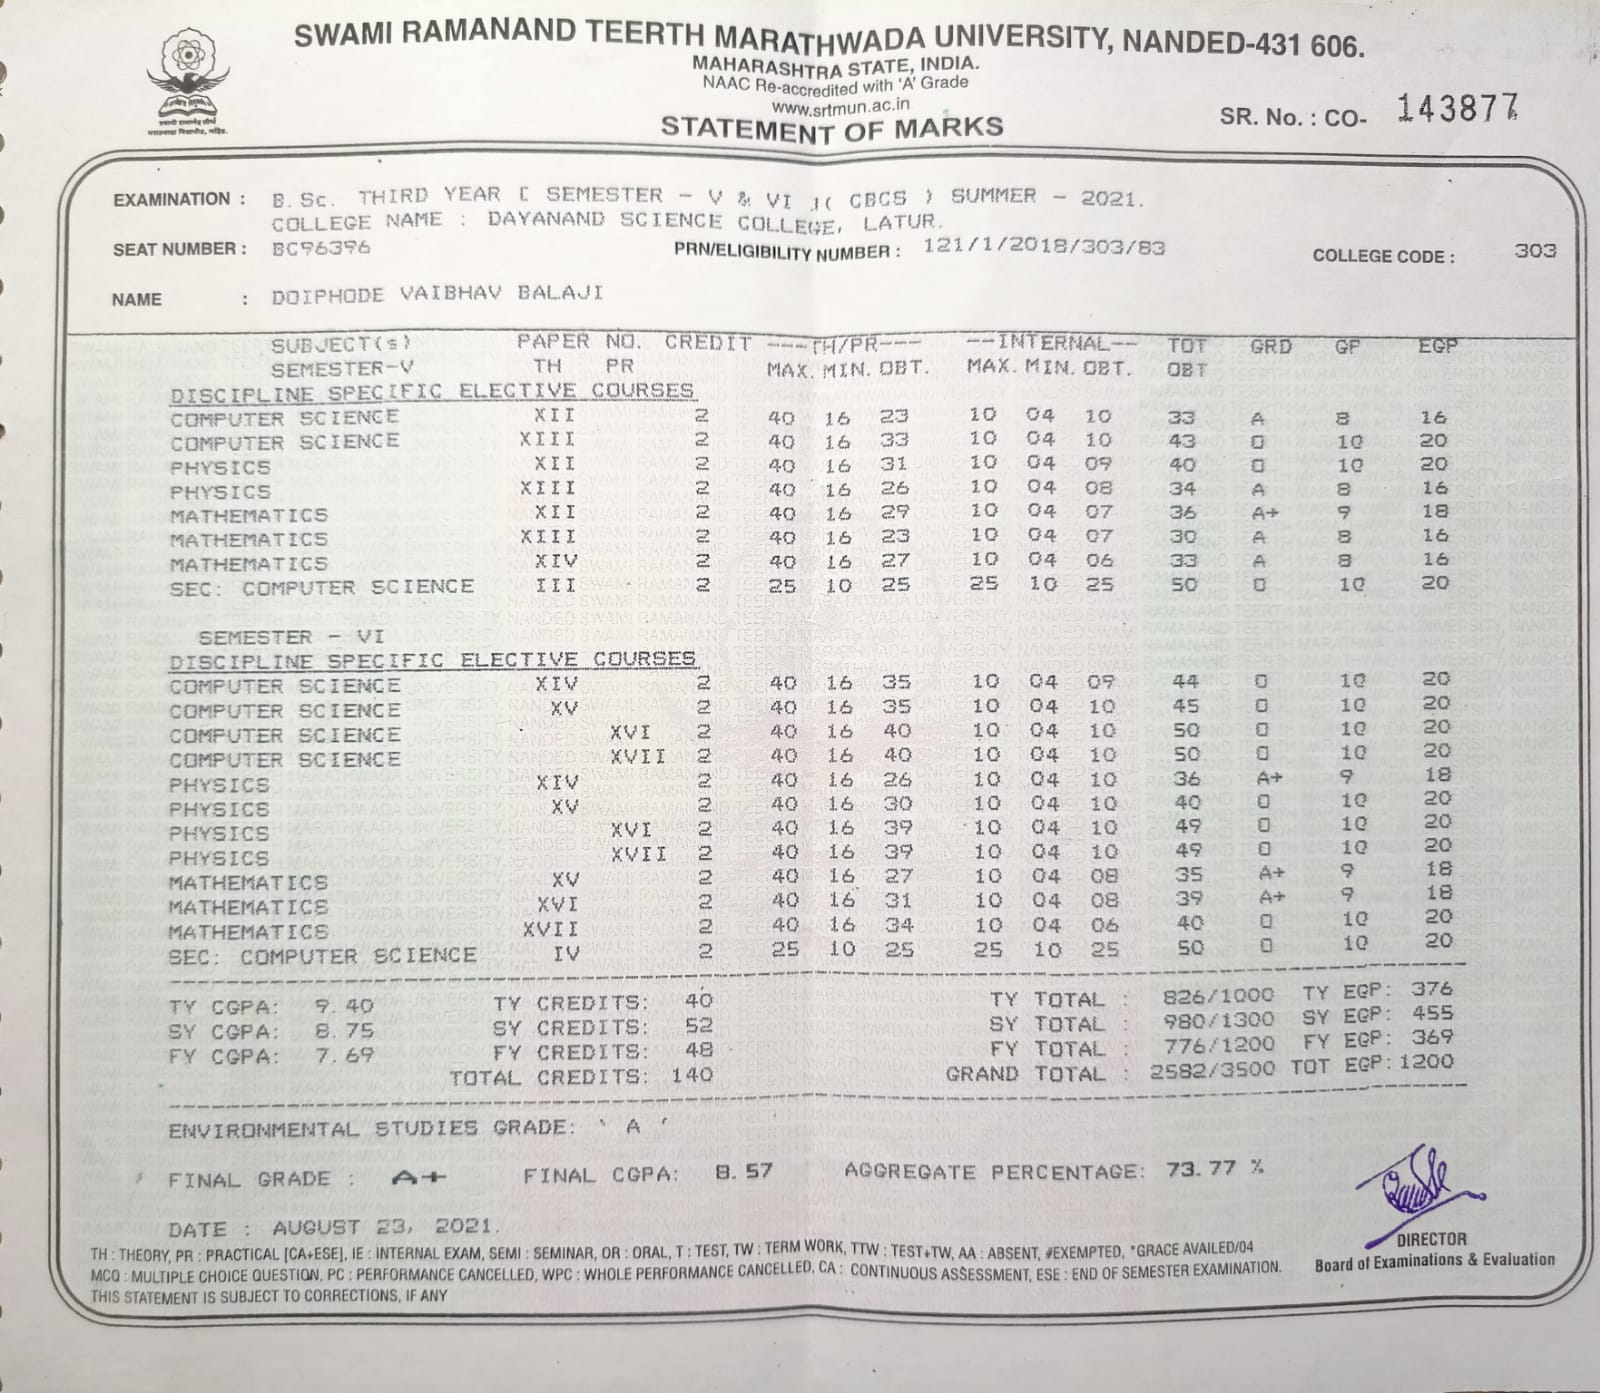 SWAMI RAMANAND TEERTH MARATHWADA UNIVERSITY, NANDED-431 606.
MAHARASHTRA STATE, INDIA.
NAAC Re-accredited with 'A' Grade
www.srtmun.ac.in
STATEMENT OF MARKS
SR. No. : CO- 143877
EXAMINATION : B.Sc. THIRD YEAR [ SEMESTER - V & VI ]( CBCS ) SUMMER - 2021.
COLLEGE NAME : DAYANAND SCIENCE COLLEGE, LATUR.
SEAT NUMBER : BC96396 PRN/ELIGIBILITY NUMBER : 121/1/2018/303/83 COLLEGE CODE : 303
NAME : DOIPHODE VAIBHAV BALAJI
SUBJECT(s) PAPER NO. CREDIT ---TH/PR--- --INTERNAL-- TOT GRD GP EGP
SEMESTER-V TH PR MAX. MIN. OBT. MAX. MIN. OBT. OBT
DISCIPLINE SPECIFIC ELECTIVE COURSES
COMPUTER SCIENCE XII 2 40 16 23 10 04 10 33 A 8 16
COMPUTER SCIENCE XIII 2 40 16 33 10 04 10 43 O 10 20
PHYSICS XII 2 40 16 31 10 04 09 40 O 10 20
PHYSICS XIII 2 40 16 26 10 04 08 34 A 8 16
MATHEMATICS XII 2 40 16 29 10 04 07 36 A+ 9 18
MATHEMATICS XIII 2 40 16 23 10 04 07 30 A 8 16
MATHEMATICS XIV 2 40 16 27 10 04 06 33 A 8 16
SEC: COMPUTER SCIENCE III 2 25 10 25 25 10 25 50 O 10 20
SEMESTER - VI
DISCIPLINE SPECIFIC ELECTIVE COURSES
COMPUTER SCIENCE XIV 2 40 16 35 10 04 09 44 O 10 20
COMPUTER SCIENCE XV 2 40 16 35 10 04 10 45 O 10 20
COMPUTER SCIENCE XVI 2 40 16 40 10 04 10 50 O 10 20
COMPUTER SCIENCE XVII 2 40 16 40 10 04 10 50 O 10 20
PHYSICS XIV 2 40 16 26 10 04 10 36 A+ 9 18
PHYSICS XV 2 40 16 30 10 04 10 40 O 10 20
PHYSICS XVI 2 40 16 39 10 04 10 49 O 10 20
PHYSICS XVII 2 40 16 39 10 04 10 49 O 10 20
MATHEMATICS XV 2 40 16 27 10 04 08 35 A+ 9 18
MATHEMATICS XVI 2 40 16 31 10 04 08 39 A+ 9 18
MATHEMATICS XVII 2 40 16 34 10 04 06 40 O 10 20
SEC: COMPUTER SCIENCE IV 2 25 10 25 25 10 25 50 O 10 20
TY CGPA: 9.40 TY CREDITS: 40 TY TOTAL : 826/1000 TY EGP: 376
SY CGPA: 8.75 SY CREDITS: 52 SY TOTAL : 980/1300 SY EGP: 455
FY CGPA: 7.69 FY CREDITS: 48 FY TOTAL : 776/1200 FY EGP: 369
TOTAL CREDITS: 140 GRAND TOTAL : 2582/3500 TOT EGP: 1200
ENVIRONMENTAL STUDIES GRADE: ' A '
FINAL GRADE : A+ FINAL CGPA: 8.57 AGGREGATE PERCENTAGE: 73.77 %
DATE : AUGUST 23, 2021.
DIRECTOR
Board of Examinations & Evaluation
TH : THEORY, PR : PRACTICAL [CA+ESE], IE : INTERNAL EXAM, SEMI : SEMINAR, OR : ORAL, T : TEST, TW : TERM WORK, TTW : TEST+TW, AA : ABSENT, #EXEMPTED, *GRACE AVAILED/04
MCQ : MULTIPLE CHOICE QUESTION, PC : PERFORMANCE CANCELLED, WPC : WHOLE PERFORMANCE CANCELLED, CA : CONTINUOUS ASSESSMENT, ESE : END OF SEMESTER EXAMINATION.
THIS STATEMENT IS SUBJECT TO CORRECTIONS, IF ANY